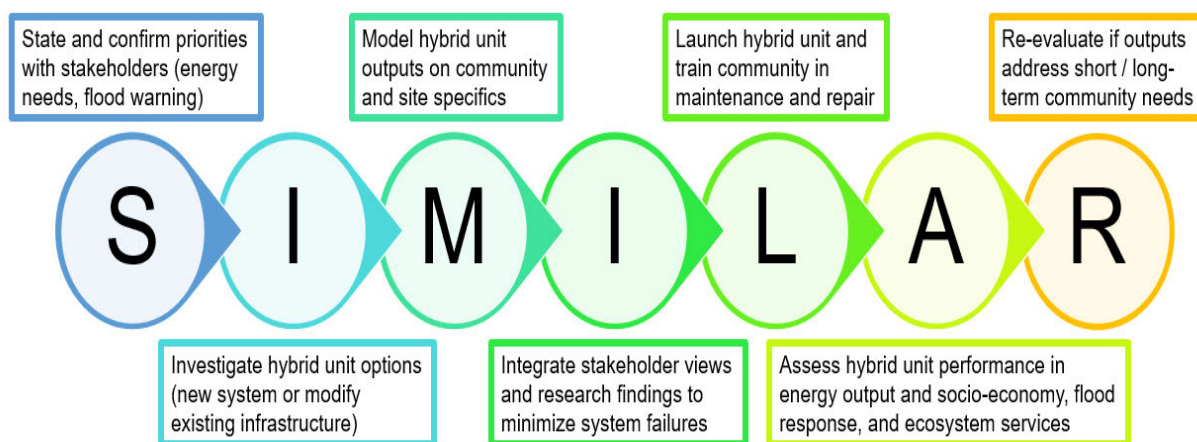 State and confirm priorities
with stakeholders (energy
needs, flood warning)
Model hybrid unit
outputs on community
and site specifics
Launch hybrid unit and
train community in
maintenance and repair
Re-evaluate if outputs
address short / long-
term community needs
S I M I L A R
Investigate hybrid unit options
(new system or modify
existing infrastructure)
Integrate stakeholder views
and research findings to
minimize system failures
Assess hybrid unit performance in
energy output and socio-economy, flood
response, and ecosystem services